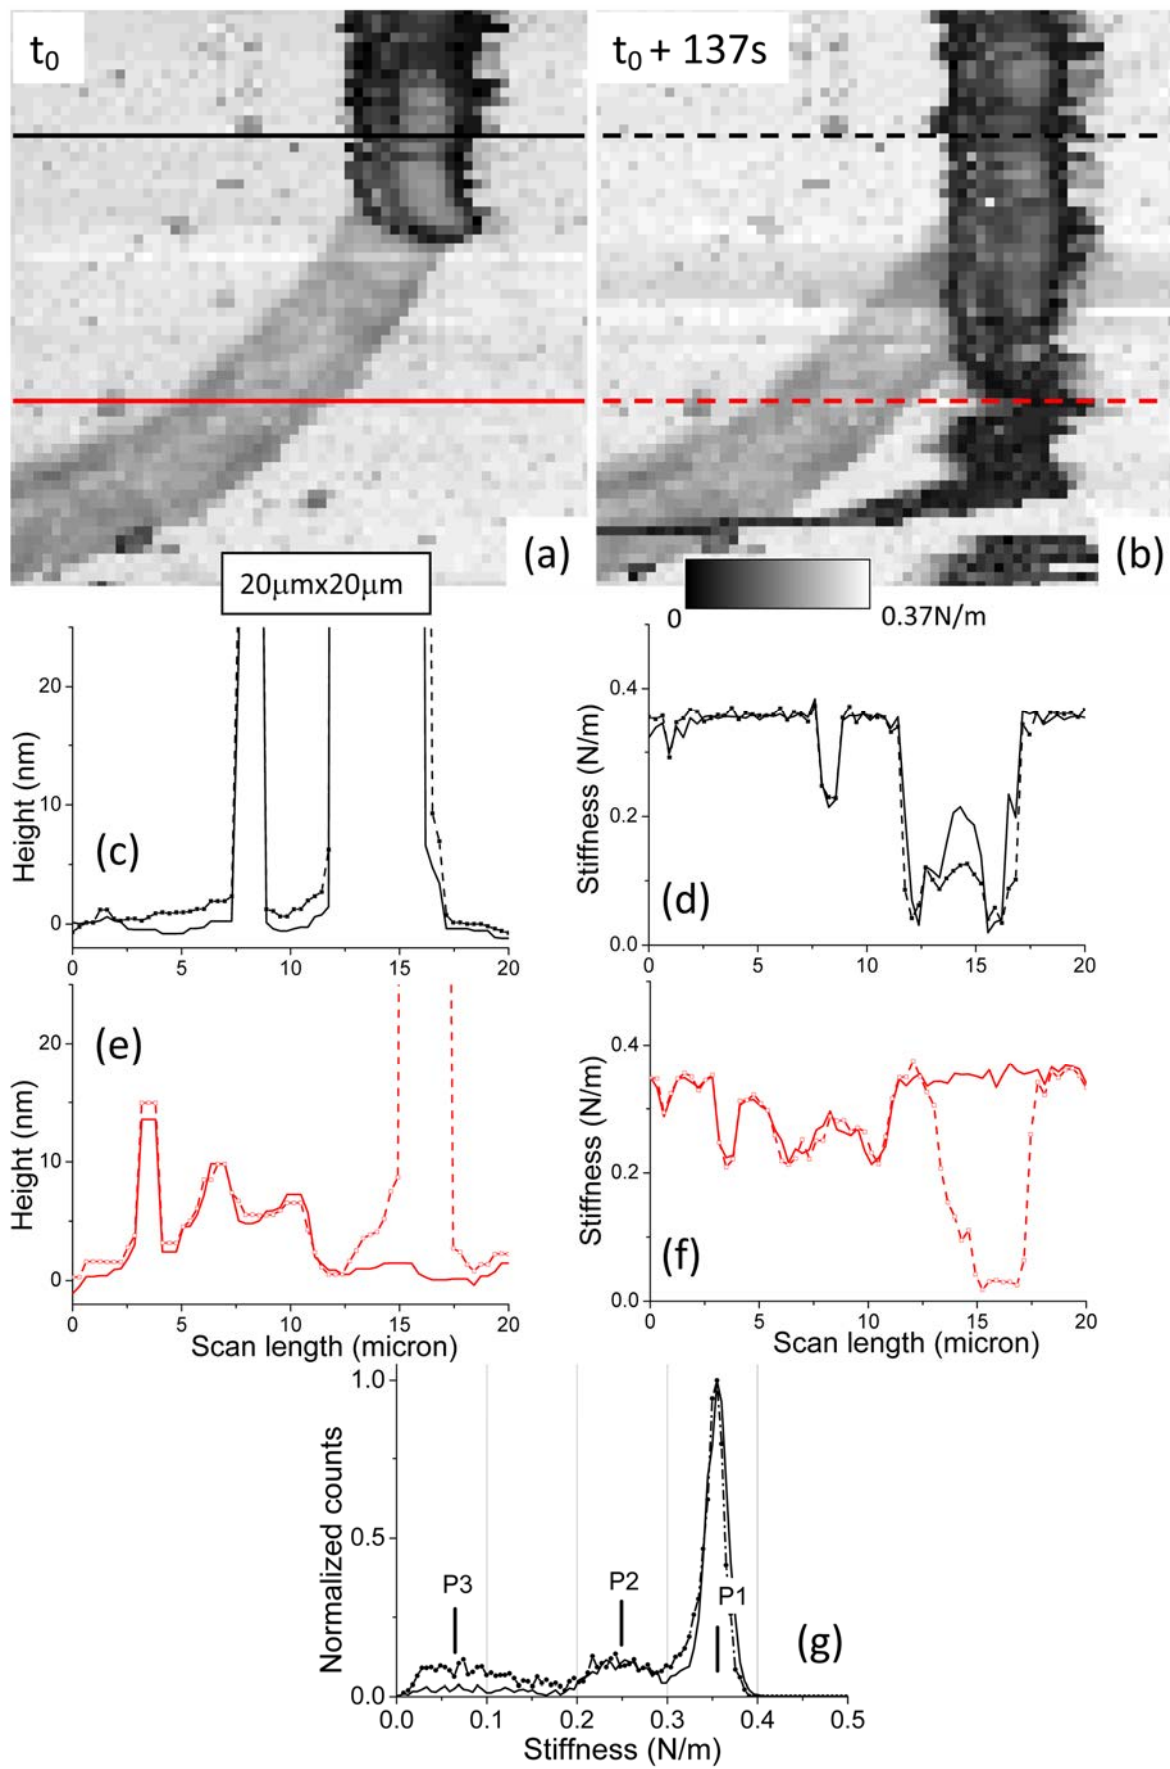 t₀
t₀ + 137s
(a)
(b)
20μmx20μm
0
0.37N/m
20
10
0
Height (nm)
(c)
0
5
10
15
20
0.4
0.2
0.0
Stiffness (N/m)
(d)
0
5
10
15
20
20
10
0
Height (nm)
(e)
0
5
10
15
20
Scan length (micron)
0.4
0.2
0.0
Stiffness (N/m)
(f)
0
5
10
15
20
Scan length (micron)
1.0
0.5
0.0
Normalized counts
P3
P2
P1
(g)
0.0
0.1
0.2
0.3
0.4
0.5
Stiffness (N/m)